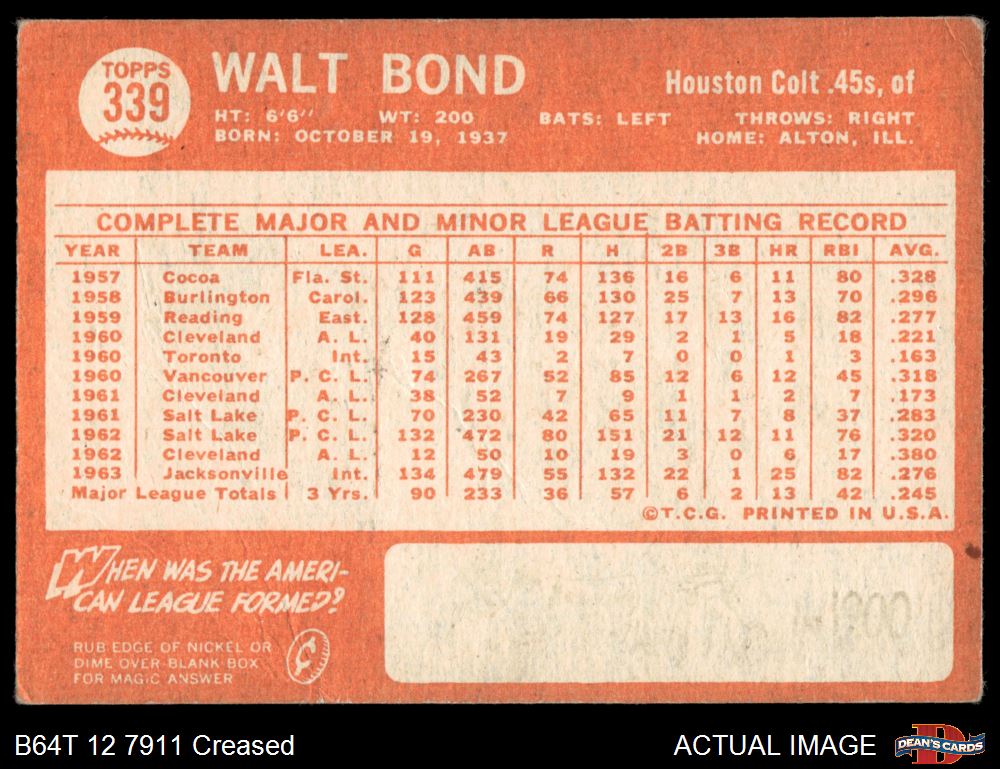 TOPPS
339
WALT BOND
Houston Colt .45s, of
HT: 6'6" WT: 200 BATS: LEFT THROWS: RIGHT
BORN: OCTOBER 19, 1937 HOME: ALTON, ILL.
COMPLETE MAJOR AND MINOR LEAGUE BATTING RECORD
YEAR TEAM LEA. G AB R H 2B 3B HR RBI AVG.
1957 Cocoa Fla. St. 111 415 74 136 16 6 11 80 .328
1958 Burlington Carol. 123 439 66 130 25 7 13 70 .296
1959 Reading East. 128 459 74 127 17 13 16 82 .277
1960 Cleveland A. L. 40 131 19 29 2 1 5 18 .221
1960 Toronto Int. 15 43 2 7 0 0 1 3 .163
1960 Vancouver P. C. L. 74 267 52 85 12 6 12 45 .318
1961 Cleveland A. L. 38 52 7 9 1 1 2 7 .173
1961 Salt Lake P. C. L. 70 230 42 65 11 7 8 37 .283
1962 Salt Lake P. C. L. 132 472 80 151 21 12 11 76 .320
1962 Cleveland A. L. 12 50 10 19 3 0 6 17 .380
1963 Jacksonville Int. 134 479 55 132 22 1 25 82 .276
Major League Totals 3 Yrs. 90 233 36 57 6 2 13 42 .245
©T.C.G. PRINTED IN U.S.A.
WHEN WAS THE AMERI-
CAN LEAGUE FORMED?
RUB EDGE OF NICKEL OR
DIME OVER BLANK BOX
FOR MAGIC ANSWER
¢
B64T 12 7911 Creased
ACTUAL IMAGE
DEAN'S CARDS